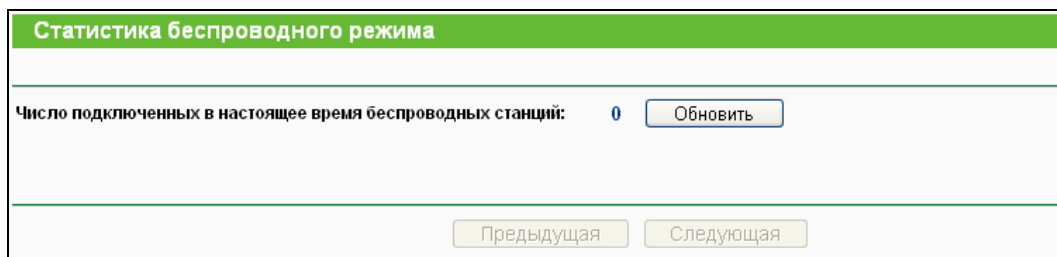 Статистика беспроводного режима
Число подключенных в настоящее время беспроводных станций: 0 Обновить
Предыдущая Следующая